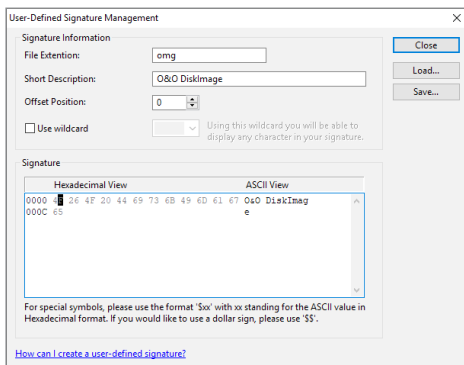 User-Defined Signature Management
Signature Information
File Extention: omg
Short Description: O&O DiskImage
Offset Position: 0
Use wildcard Using this wildcard you will be able to
display any character in your signature.
Close
Load...
Save...
Signature
Hexadecimal View ASCII View
0000 4F 26 4F 20 44 69 73 6B 49 6D 61 67 O&O DiskImag
000C 65 e
For special symbols, please use the format '$xx' with xx standing for the ASCII value in
Hexadecimal format. If you would like to use a dollar sign, please use '$$'.
How can I create a user-defined signature?